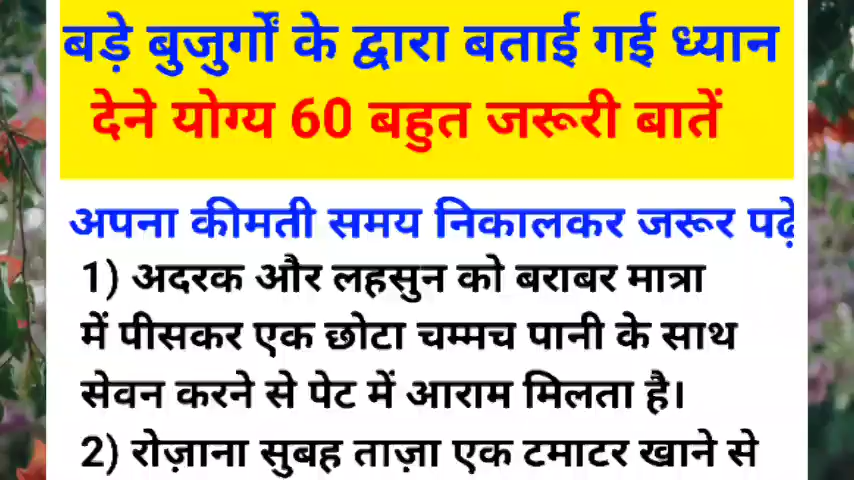 बड़े बुजुर्गों के द्वारा बताई गई ध्यान
देने योग्य 60 बहुत जरूरी बातें
अपना कीमती समय निकालकर जरूर पढ़े
1) अदरक और लहसुन को बराबर मात्रा
में पीसकर एक छोटा चम्मच पानी के साथ
सेवन करने से पेट में आराम मिलता है।
2) रोज़ाना सुबह ताज़ा एक टमाटर खाने से